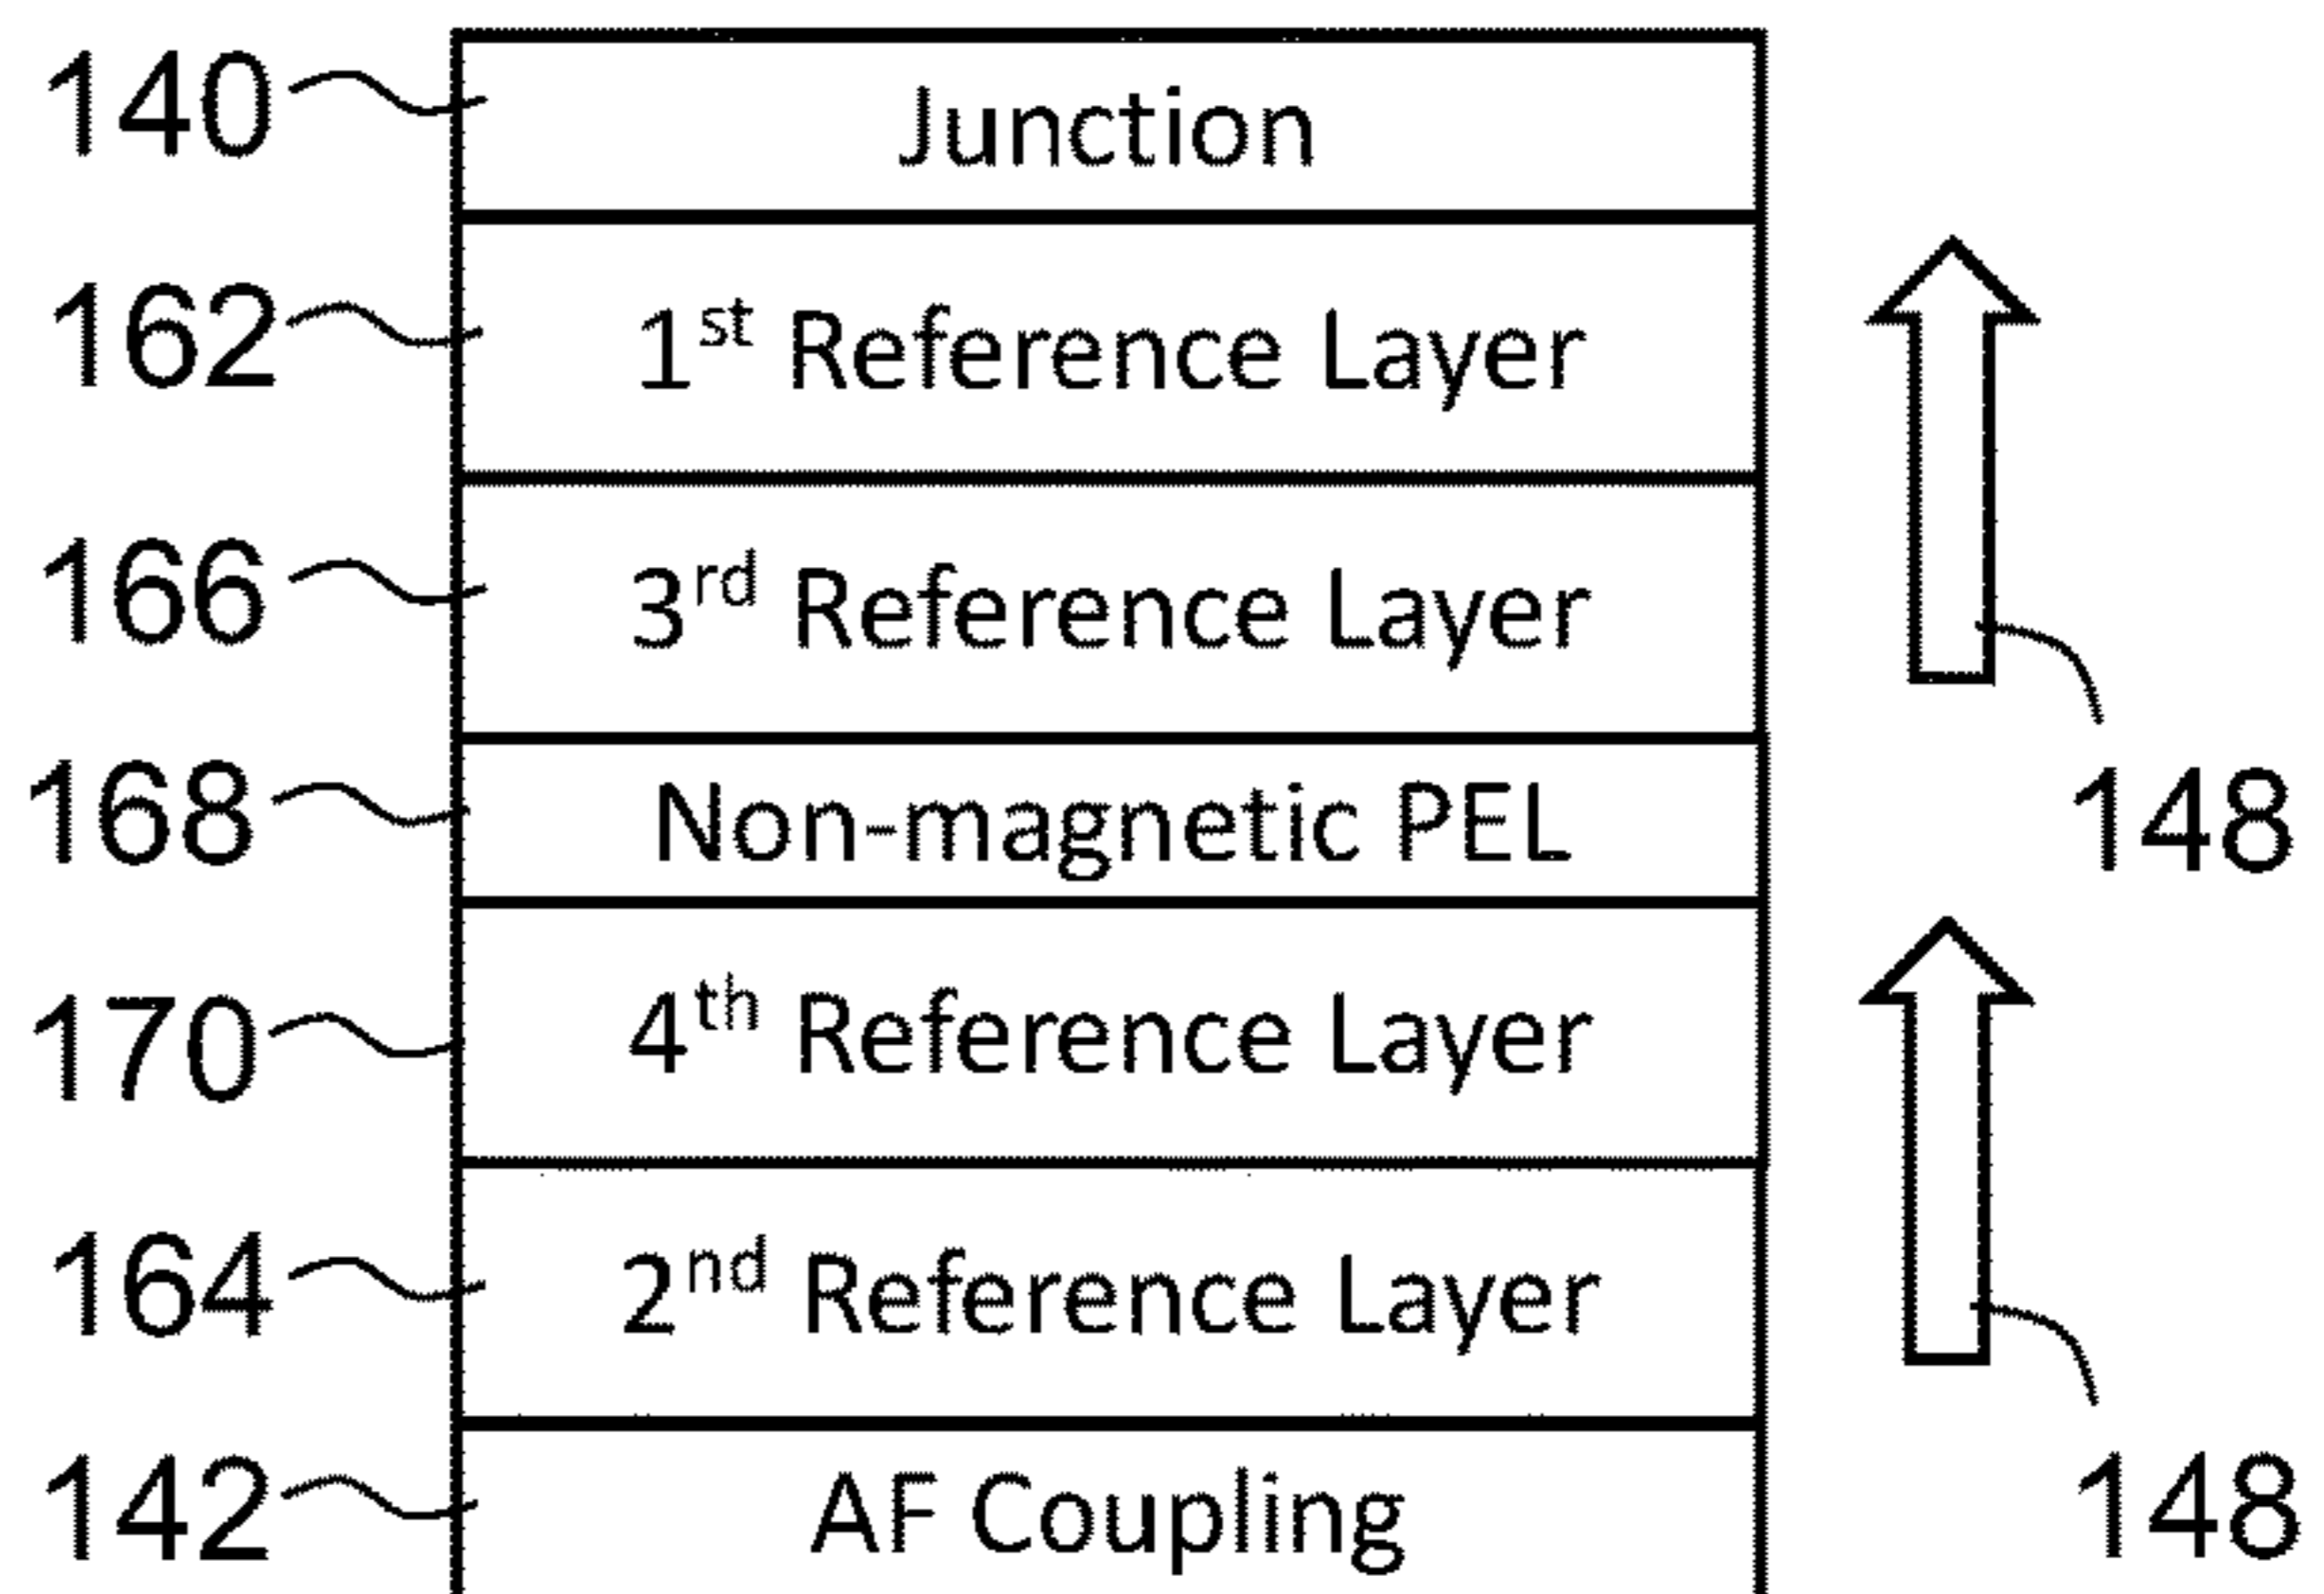 140 Junction
162 1st Reference Layer
166 3rd Reference Layer
168 Non-magnetic PEL
148
170 4th Reference Layer
164 2nd Reference Layer
142 AF Coupling
148